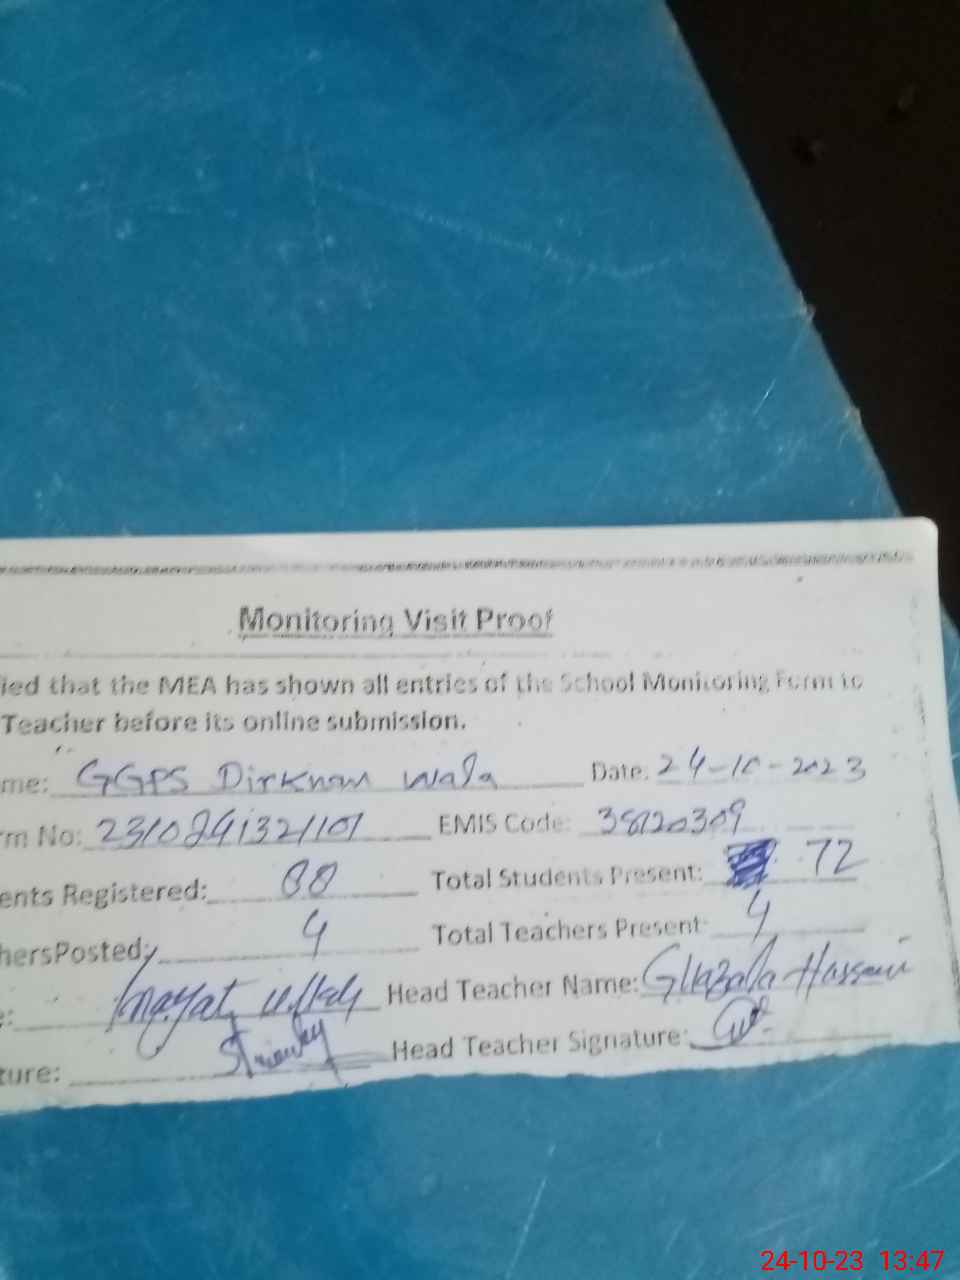 Monitoring Visit Proof
ied that the MEA has shown all entries of the School Monitoring Form to
Teacher before its online submission.
me: GGPS Dirkhan Wala Date: 24-10-2023
rm No: EMIS Code: 38120309
ents Registered: 88 Total Students Present: 72
hersPosted: 4 Total Teachers Present: 4
e: Inayat ullah Head Teacher Name: Ghazala Hassan
ture: Head Teacher Signature:
24-10-23 13:47